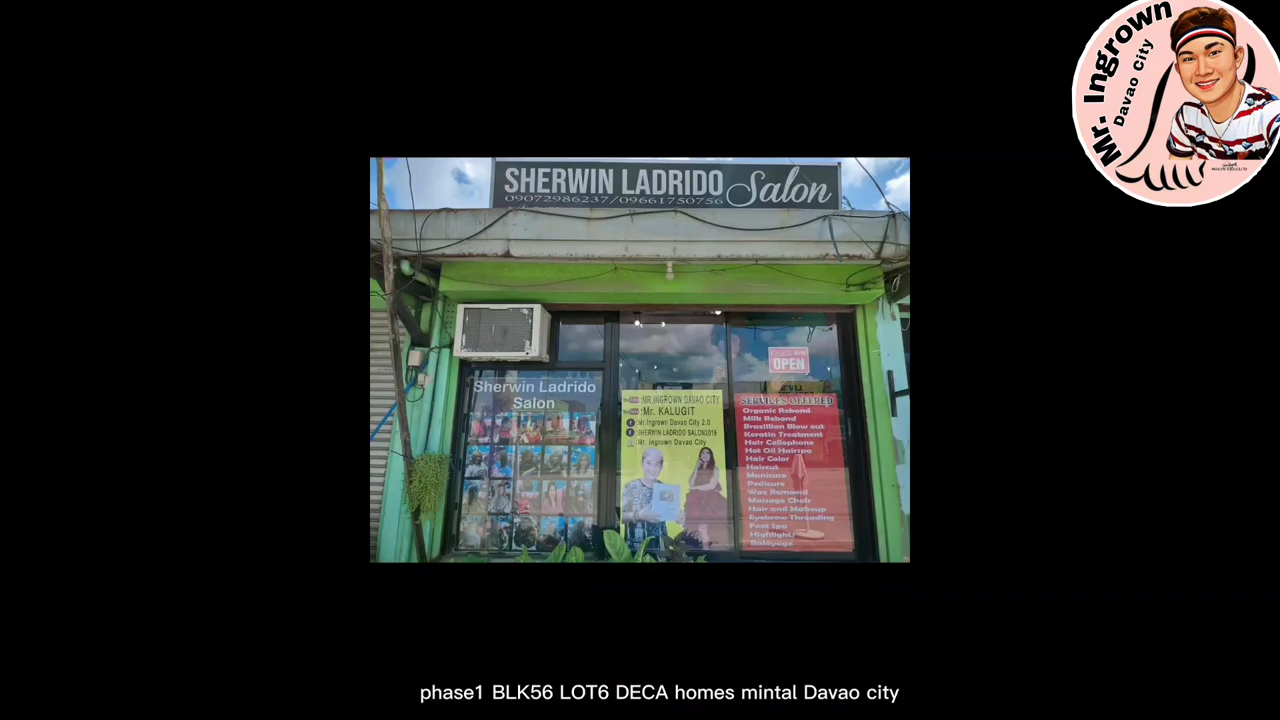 Mr. Ingrown
Davao City
SHERWIN LADRIDO Salon
09072986237/09661750756
OPEN
Sherwin Ladrido
Salon
:MR.INGROWN DAVAO CITY
:Mr. KALUGIT
:Mr.Ingrown Davao City 2.0
:SHERWIN LADRIDO SALON2016
:Mr. Ingrown Davao City
SERVICES OFFERED
Organic Rebond
Milk Rebond
Brazillian Blow out
Keratin Treatment
Hair Cellophane
Hot Oil Hairspa
Hair Color
Haircut
Manicure
Pedicure
Wax Removal
Massage Chair
Hair and Makeup
Eyebrow Threading
Foot Spa
Highlights
Balayage
phase1 BLK56 LOT6 DECA homes mintal Davao city